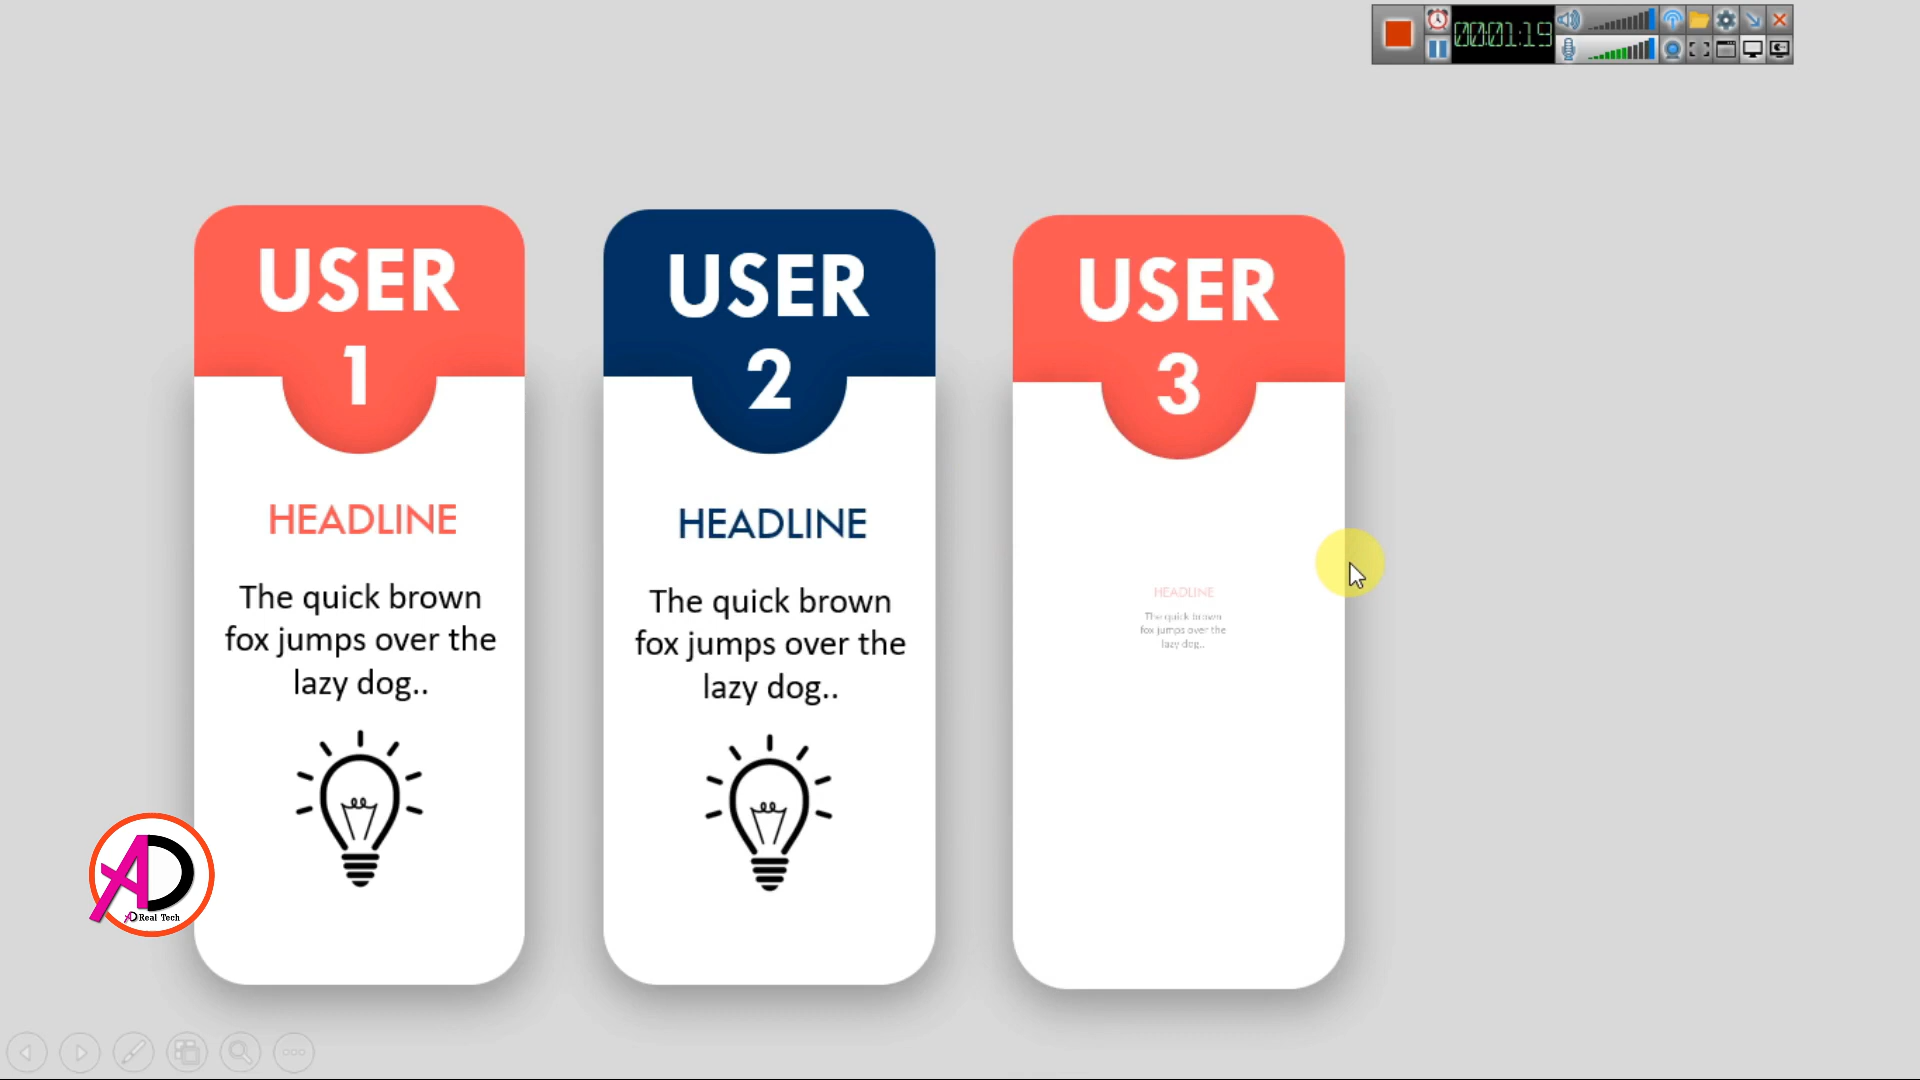 00:01:19
USER
1
HEADLINE
The quick brown
fox jumps over the
lazy dog..
USER
2
HEADLINE
The quick brown
fox jumps over the
lazy dog..
USER
3
HEADLINE
The quick brown
fox jumps over the
lazy dog..
AD
AD Real Tech